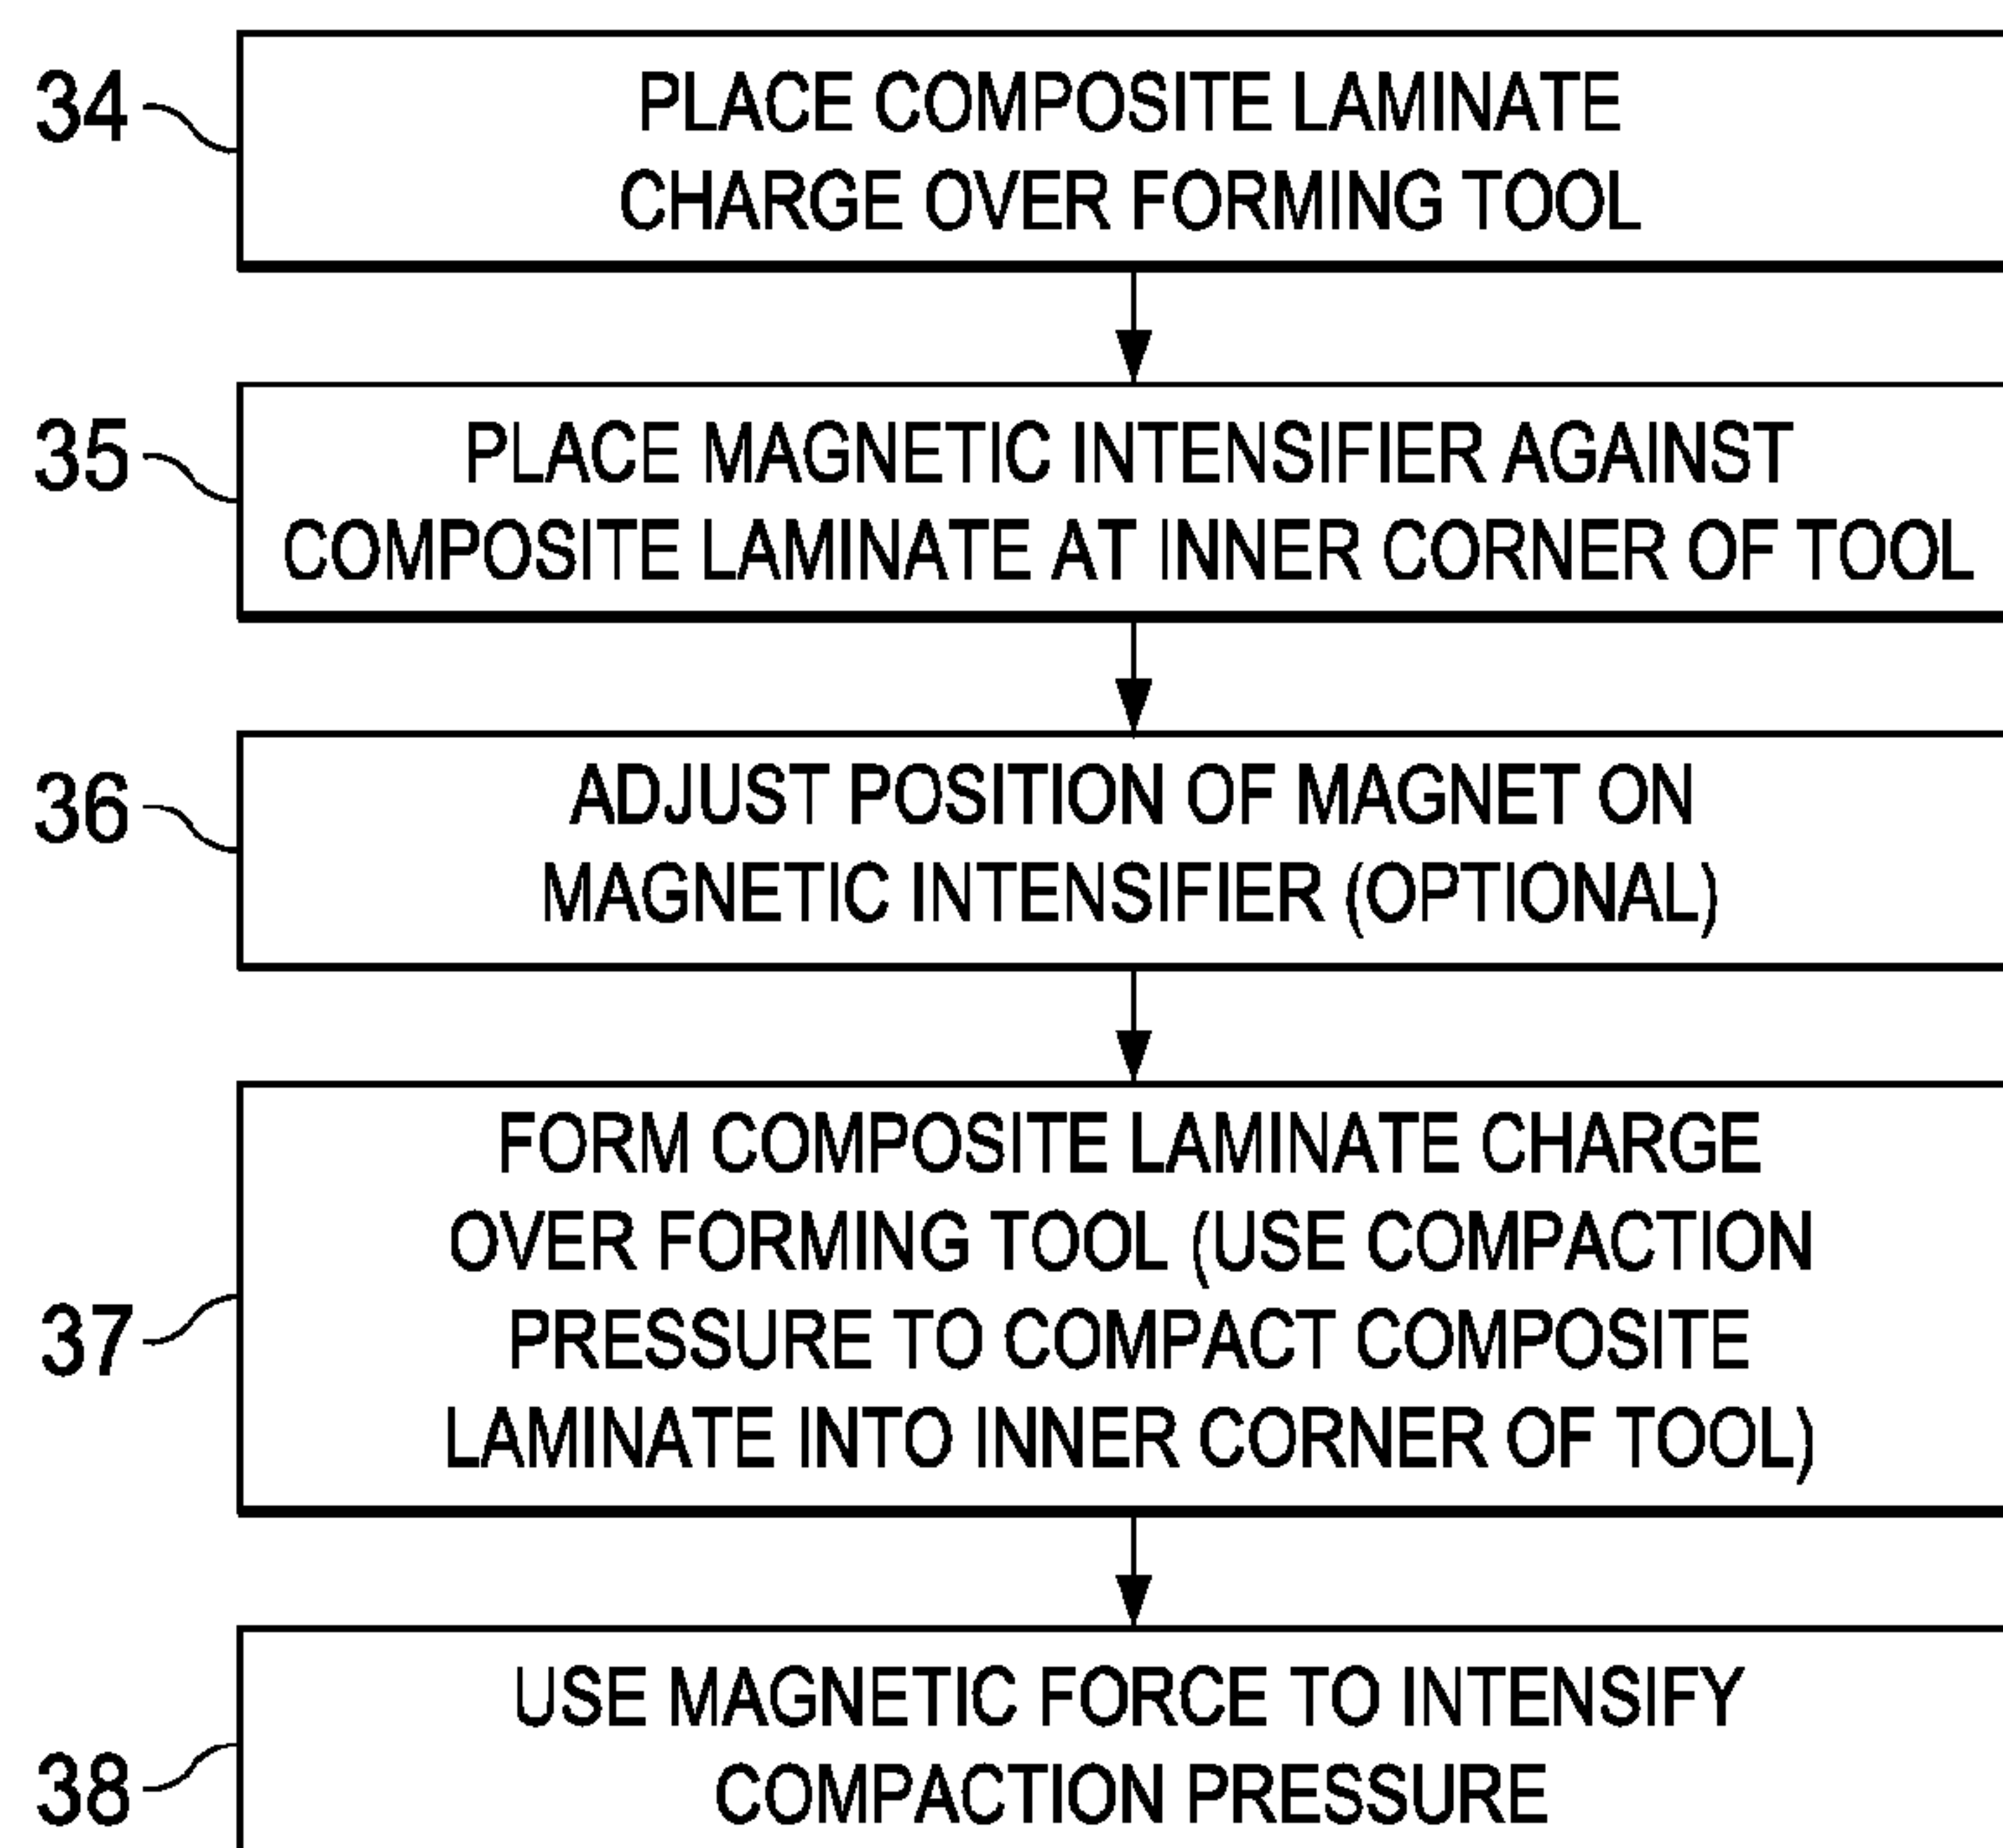 34
PLACE COMPOSITE LAMINATE
CHARGE OVER FORMING TOOL
35
PLACE MAGNETIC INTENSIFIER AGAINST
COMPOSITE LAMINATE AT INNER CORNER OF TOOL
36
ADJUST POSITION OF MAGNET ON
MAGNETIC INTENSIFIER (OPTIONAL)
37
FORM COMPOSITE LAMINATE CHARGE
OVER FORMING TOOL (USE COMPACTION
PRESSURE TO COMPACT COMPOSITE
LAMINATE INTO INNER CORNER OF TOOL)
38
USE MAGNETIC FORCE TO INTENSIFY
COMPACTION PRESSURE